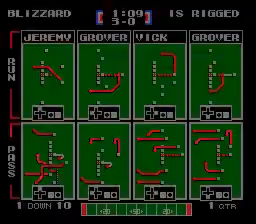 BLIZZARD 1:09 IS RIGGED
3-0
JEREMY GROVER VICK GROVER
RUN
PASS
1 DOWN 10 1 QTR